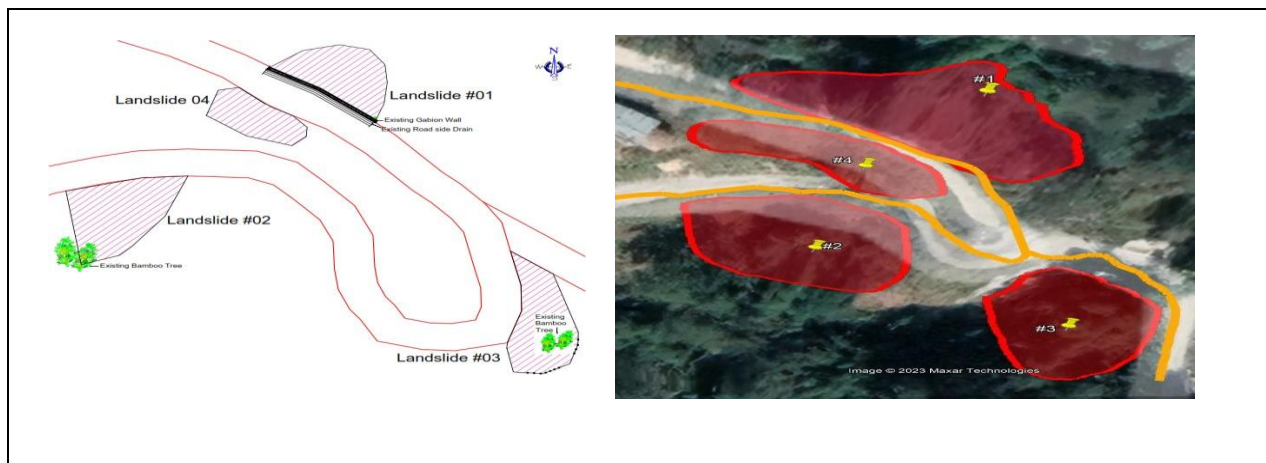 N
W
E
S
Landslide #01
Landslide 04
Existing Gabion Wall
Existing Road side Drain
Landslide #02
Existing Bamboo Tree
Existing
Bamboo
Tree
Landslide #03
#1
#4
#2
#3
Image © 2023 Maxar Technologies